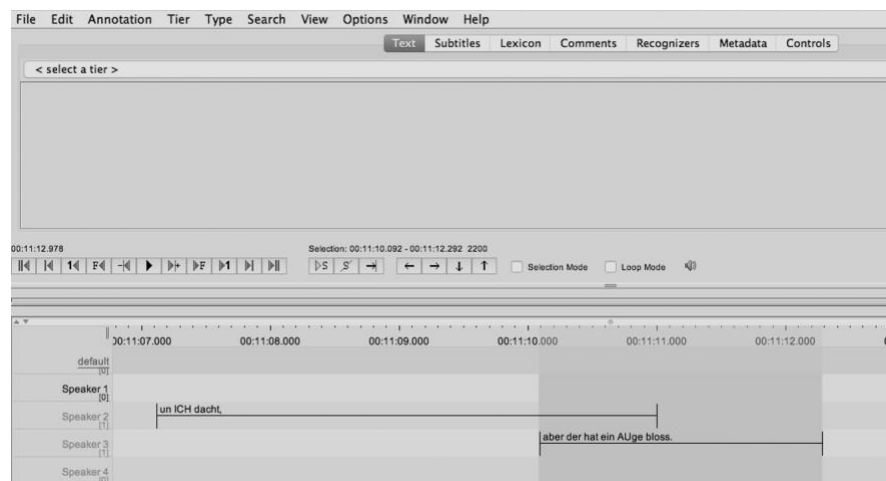 File Edit Annotation Tier Type Search View Options Window Help
Text Subtitles Lexicon Comments Recognizers Metadata Controls
< select a tier >
00:11:12.978
Selection: 00:11:10.092 - 00:11:12.292 2200
1 F F 1 S S Selection Mode Loop Mode
00:11:07.000 00:11:08.000 00:11:09.000 00:11:10.000 00:11:11.000 00:11:12.000
default
[0]
Speaker 1
[0]
un ICH dacht,
Speaker 2
[1]
aber der hat ein AUge bloss.
Speaker 3
[1]
Speaker 4
[0]